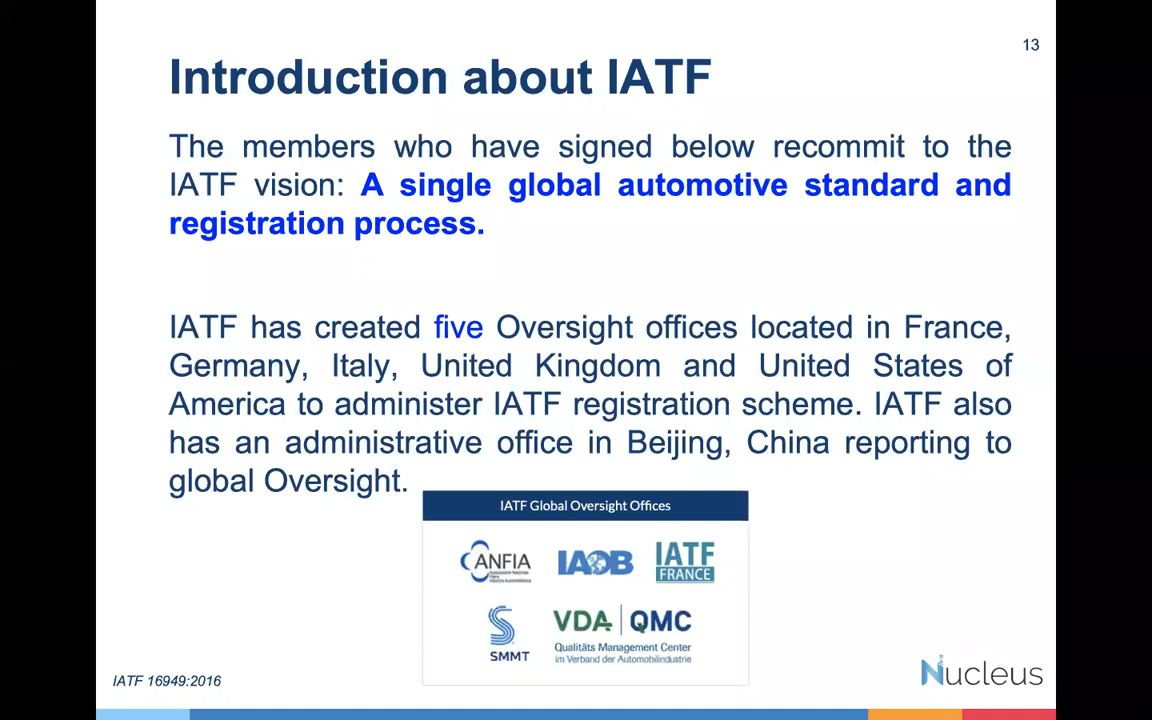 13
Introduction about IATF
The members who have signed below recommit to the
IATF vision: A single global automotive standard and
registration process.
IATF has created five Oversight offices located in France,
Germany, Italy, United Kingdom and United States of
America to administer IATF registration scheme. IATF also
has an administrative office in Beijing, China reporting to
global Oversight.
IATF Global Oversight Offices
ANFIA
IAOB
IATF
FRANCE
SMMT
VDA QMC
Qualitäts Management Center
im Verband der Automobilindustrie
IATF 16949:2016
Nucleus